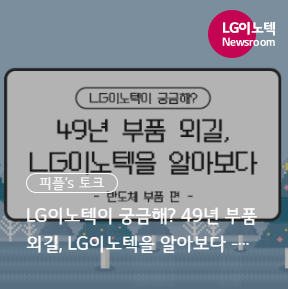 LG이노텍
Newsroom
LG이노텍이 궁금해?
49년 부품 외길,
LG이노텍을 알아보다
- 반도체 부품 편 -
피플's 토크
LG이노텍이 궁금해? 49년 부품
외길, LG이노텍을 알아보다 -…